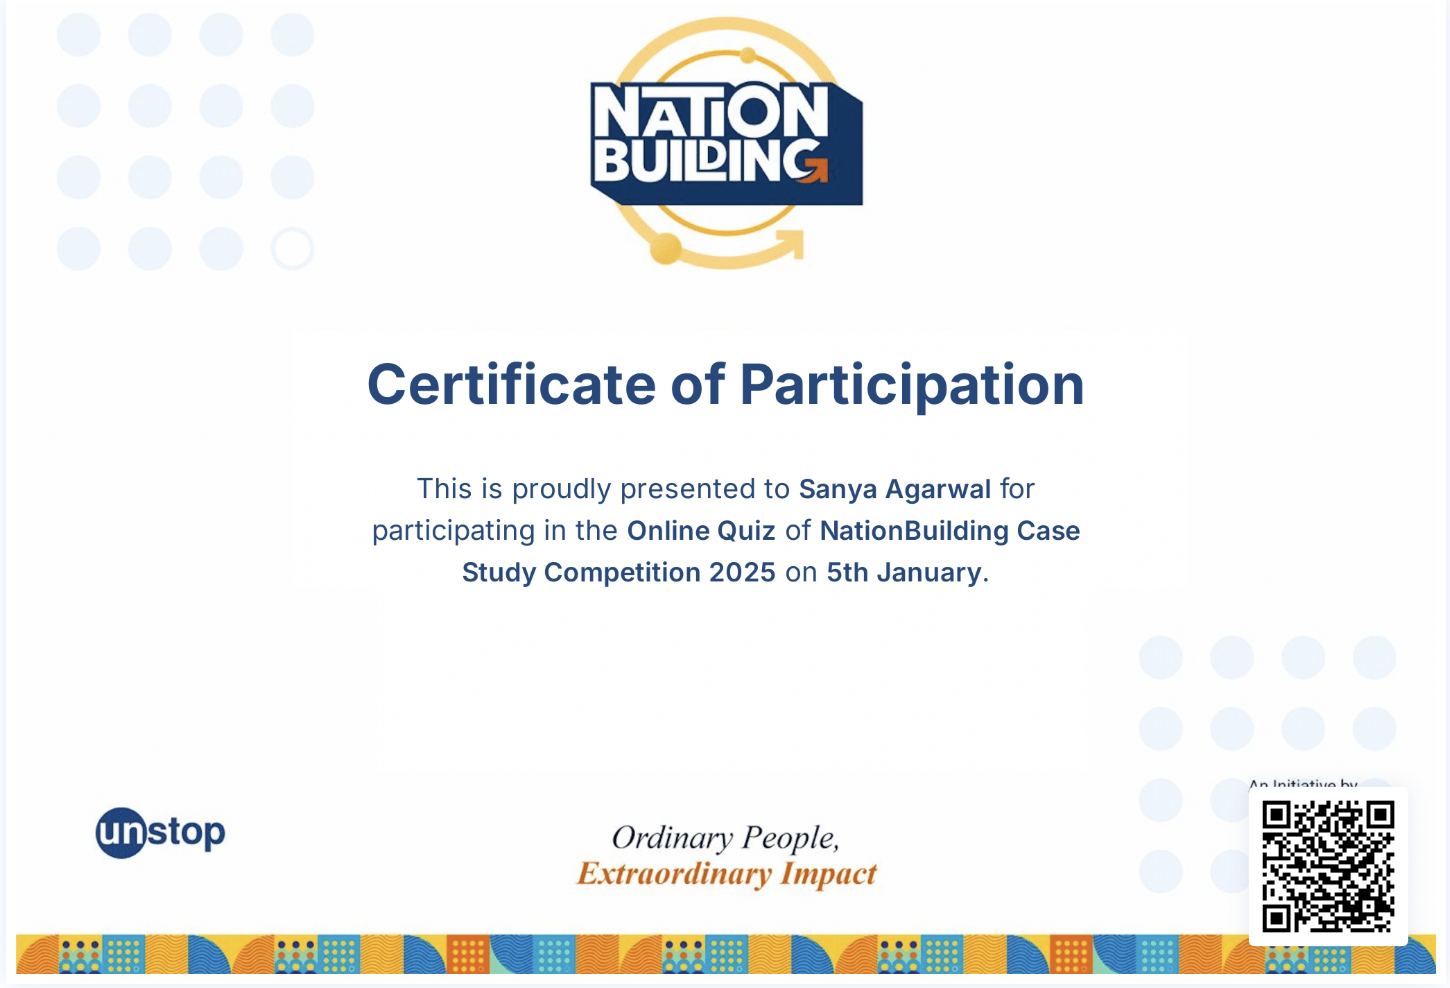 NATION
BUILDING
Certificate of Participation
This is proudly presented to Sanya Agarwal for
participating in the Online Quiz of NationBuilding Case
Study Competition 2025 on 5th January.
An Initiative by
unstop
Ordinary People,
Extraordinary Impact